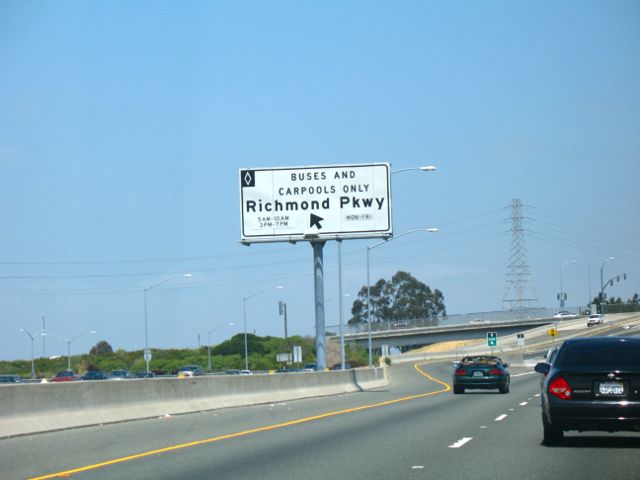 BUSES AND
CARPOOLS ONLY
Richmond Pkwy
5AM-10AM
3PM-7PM
MON-FRI